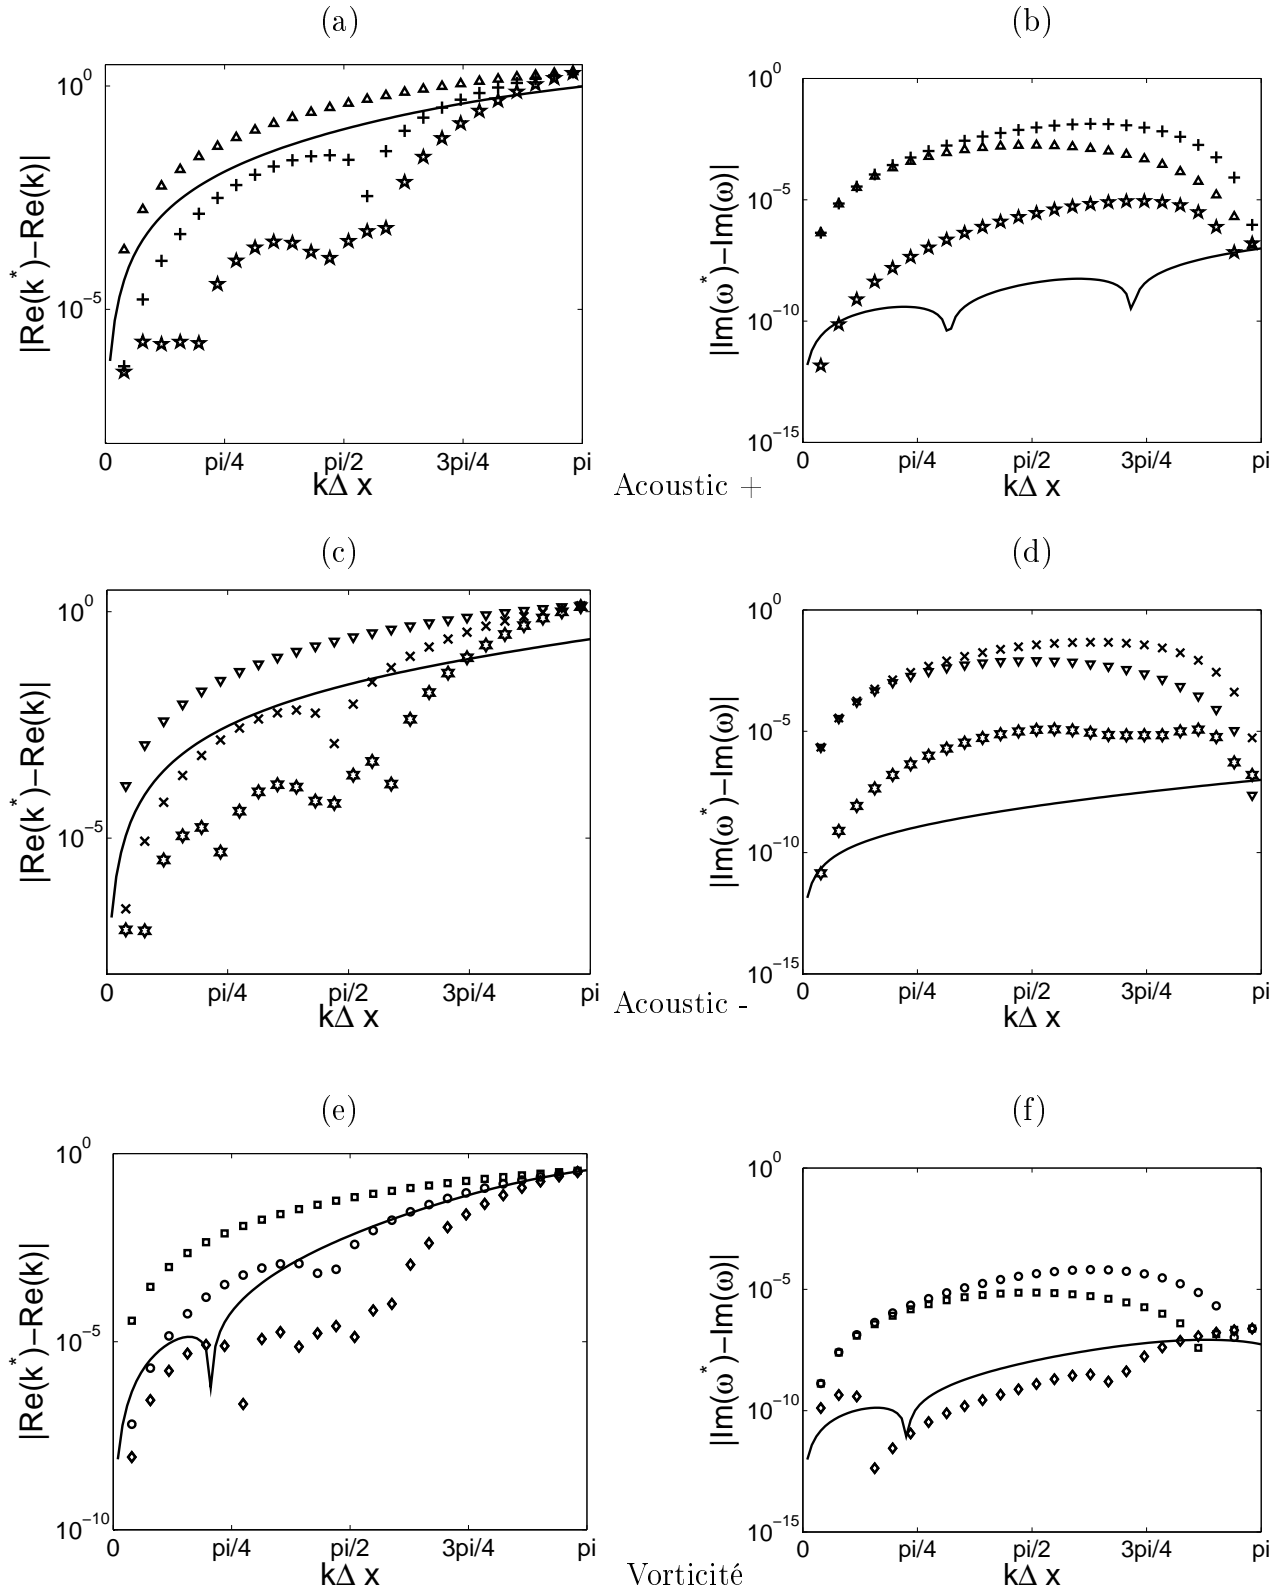 (a)
(b)
|Re(k*)−Re(k)|
10^0
10^−5
0 pi/4 pi/2 3pi/4 pi
kΔ x
|Im(ω*)−Im(ω)|
10^0
10^−5
10^−10
10^−15
0 pi/4 pi/2 3pi/4 pi
kΔ x
Acoustic +
(c)
(d)
|Re(k*)−Re(k)|
10^0
10^−5
0 pi/4 pi/2 3pi/4 pi
kΔ x
|Im(ω*)−Im(ω)|
10^0
10^−5
10^−10
10^−15
0 pi/4 pi/2 3pi/4 pi
kΔ x
Acoustic -
(e)
(f)
|Re(k*)−Re(k)|
10^0
10^−5
10^−10
0 pi/4 pi/2 3pi/4 pi
kΔ x
|Im(ω*)−Im(ω)|
10^0
10^−5
10^−10
10^−15
0 pi/4 pi/2 3pi/4 pi
kΔ x
Vorticité